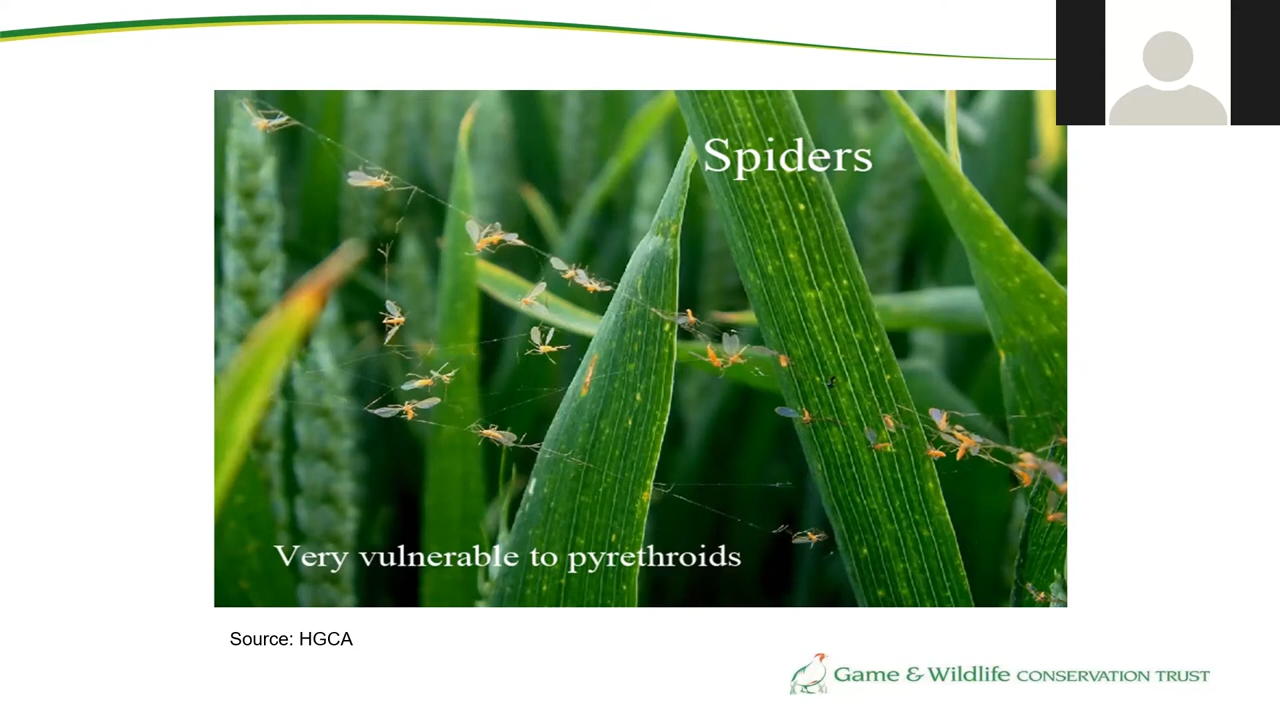 Spiders
Very vulnerable to pyrethroids
Source: HGCA
Game & Wildlife CONSERVATION TRUST